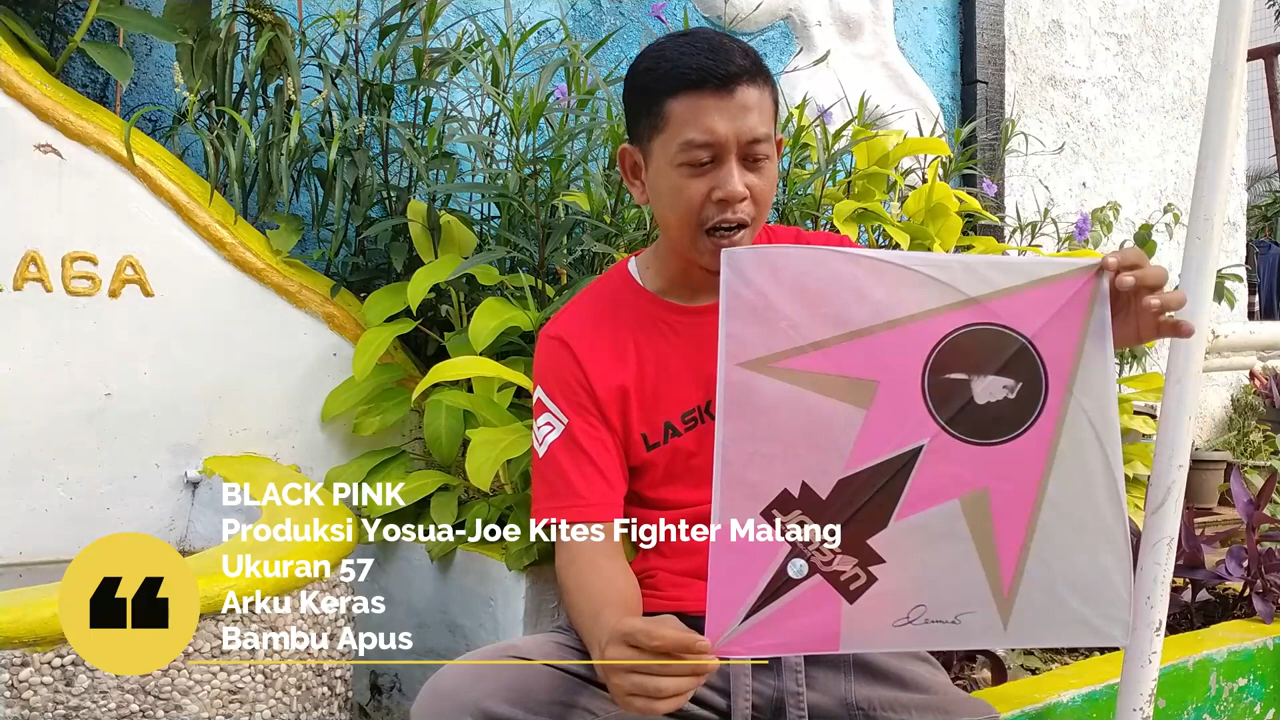 AGA
LASK
BLACK PINK
Produksi Yosua-Joe Kites Fighter Malang
Ukuran 57
Arku Keras
Bambu Apus